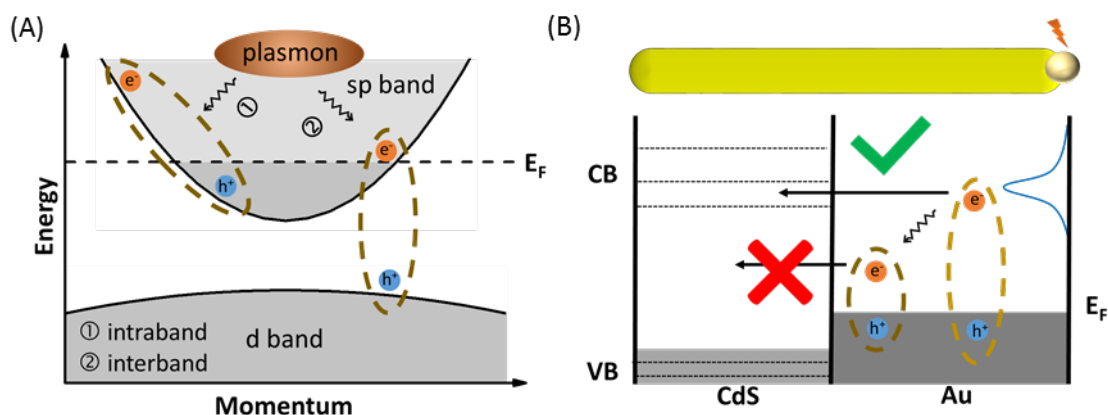 (A)
plasmon
sp band
e-
①
②
e-
EF
h+
Energy
h+
① intraband
② interband
d band
Momentum
(B)
CB
e-
e-
EF
h+
h+
VB
CdS
Au